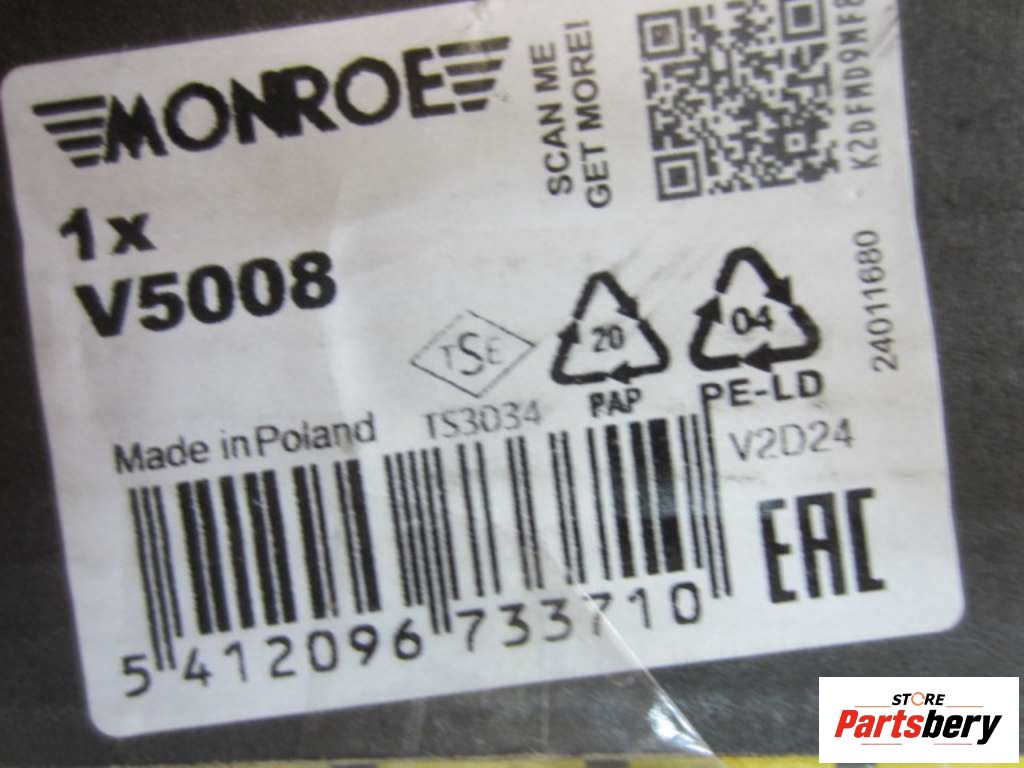 MONROE
SCAN ME
GET MORE!
1x
V5008
24011680
TSE
20
04
PAP
PE-LD
Made in Poland
TS3034
V2D24
EAC
5 412096 733710
STORE
Partsbery